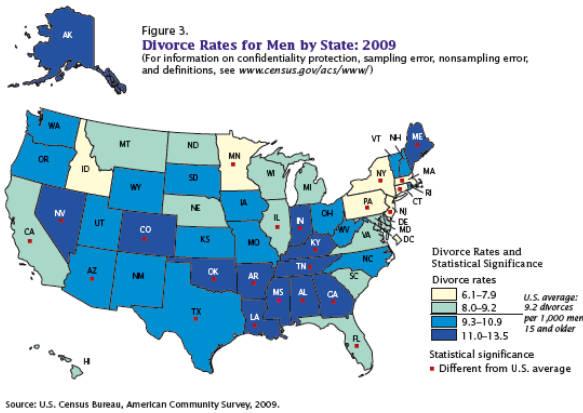 Figure 3.
Divorce Rates for Men by State: 2009
(For information on confidentiality protection, sampling error, nonsampling error,
and definitions, see www.census.gov/acs/www/)
AK
WA
MT
ND
MN
VT
NH
ME
OR
ID
WY
SD
WI
MI
NY
MA
RI
CT
NV
UT
CO
NE
IA
IL
IN
OH
PA
NJ
DE
MD
DC
CA
KS
MO
KY
WV
VA
AZ
NM
OK
AR
TN
NC
SC
TX
LA
MS
AL
GA
FL
HI
Divorce Rates and
Statistical Significance
Divorce rates
6.1–7.9
8.0–9.2
9.3–10.9
11.0–13.5
U.S. average:
9.2 divorces
per 1,000 men
15 and older
Statistical significance
Different from U.S. average
Source: U.S. Census Bureau, American Community Survey, 2009.